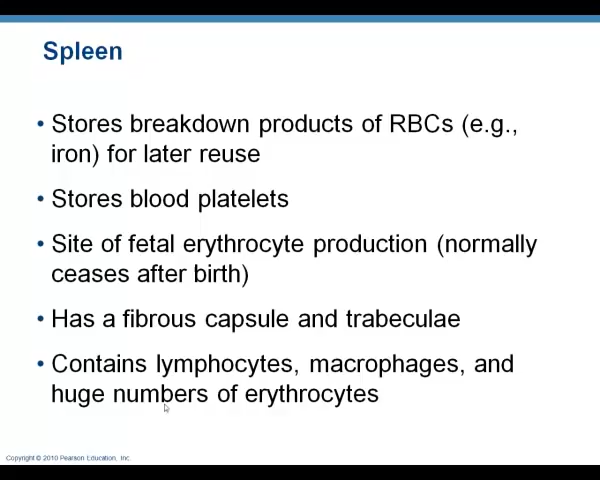 Spleen
• Stores breakdown products of RBCs (e.g.,
iron) for later reuse
• Stores blood platelets
• Site of fetal erythrocyte production (normally
ceases after birth)
• Has a fibrous capsule and trabeculae
• Contains lymphocytes, macrophages, and
huge numbers of erythrocytes
Copyright © 2010 Pearson Education, Inc.